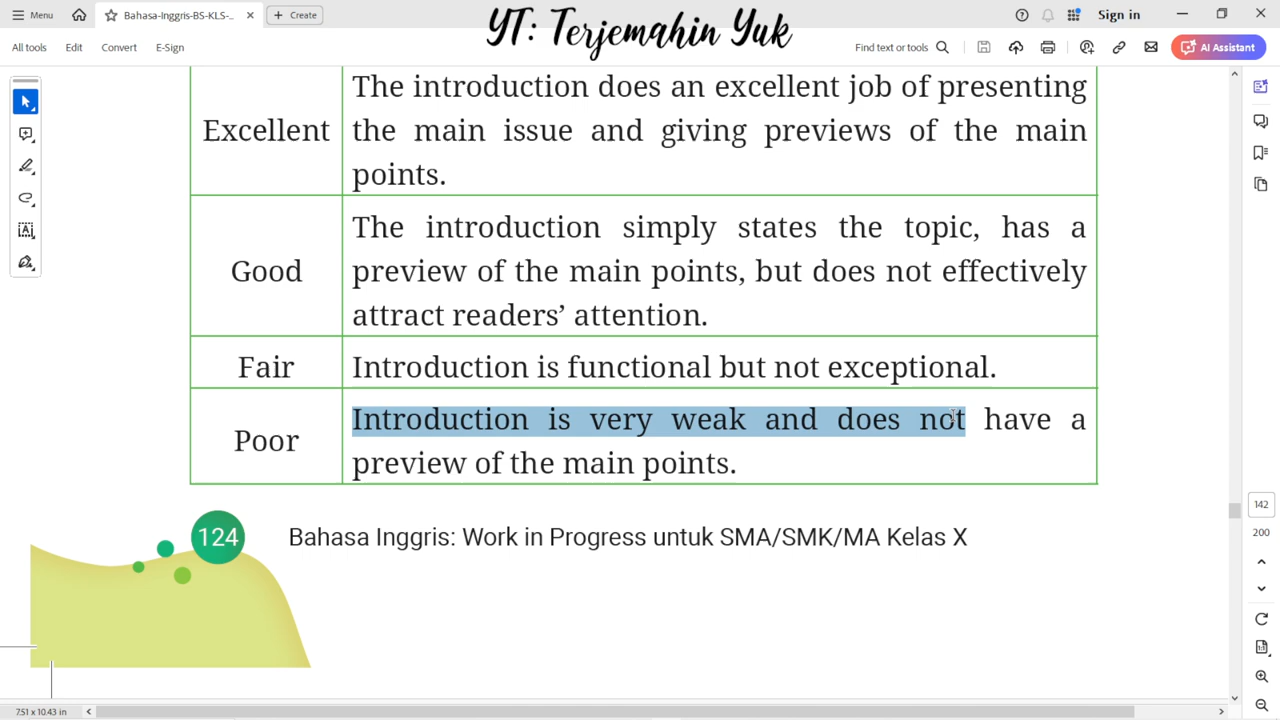 Menu
Bahasa-Inggris-BS-KLS-...
Create
YT: Terjemahin Yuk
Sign in
All tools
Edit
Convert
E-Sign
Find text or tools
AI Assistant
Excellent
The introduction does an excellent job of presenting
the main issue and giving previews of the main
points.
Good
The introduction simply states the topic, has a
preview of the main points, but does not effectively
attract readers’ attention.
Fair
Introduction is functional but not exceptional.
Poor
Introduction is very weak and does not have a
preview of the main points.
124
Bahasa Inggris: Work in Progress untuk SMA/SMK/MA Kelas X
142
200
7.51 x 10.43 in